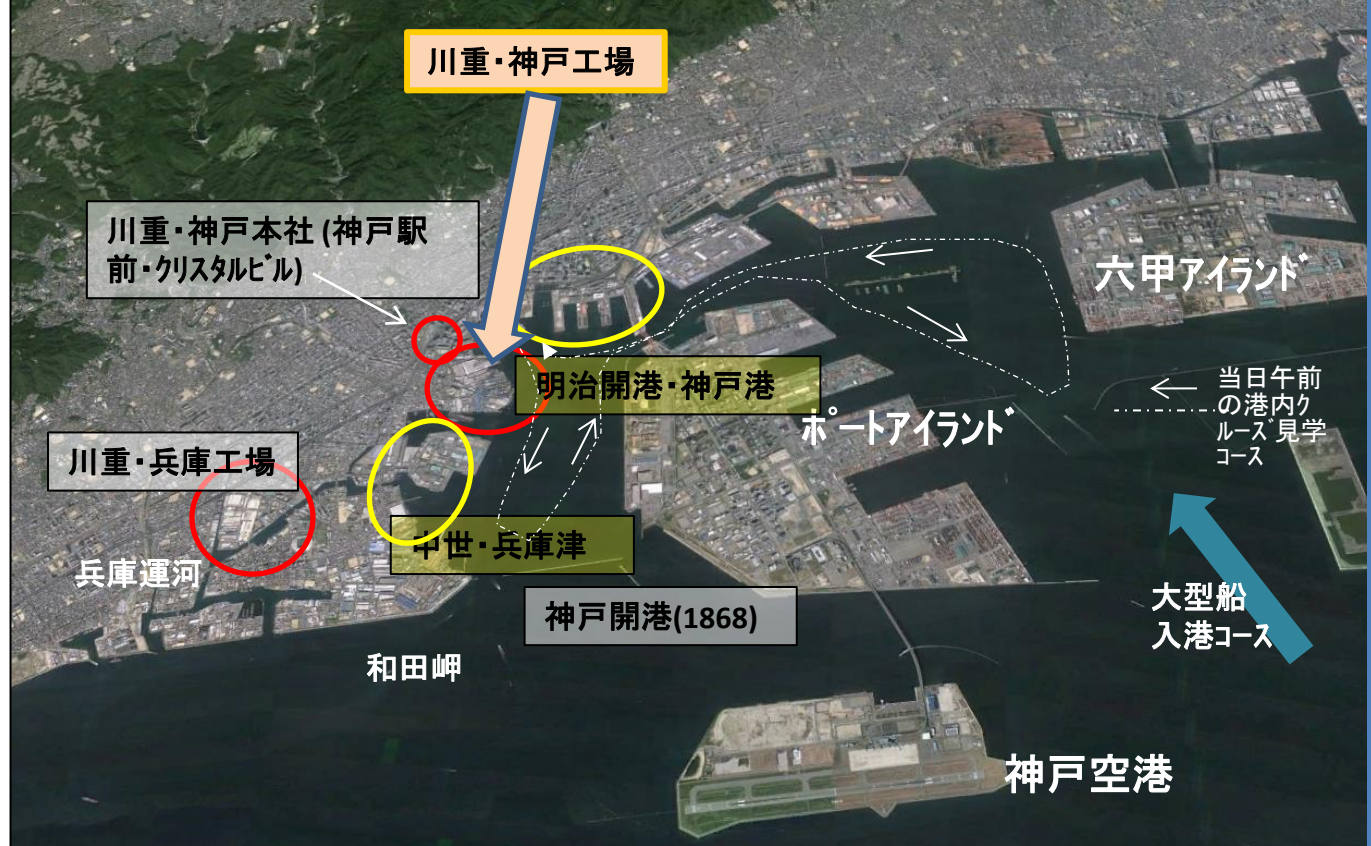 川重・神戸工場
川重・神戸本社 (神戸駅
前・クリスタルビル)
六甲アイランド
明治開港・神戸港
当日午前
の港内ク
ルーズ見学
コース
ポートアイランド
川重・兵庫工場
中世・兵庫津
兵庫運河
神戸開港(1868)
大型船
入港コース
和田岬
神戸空港